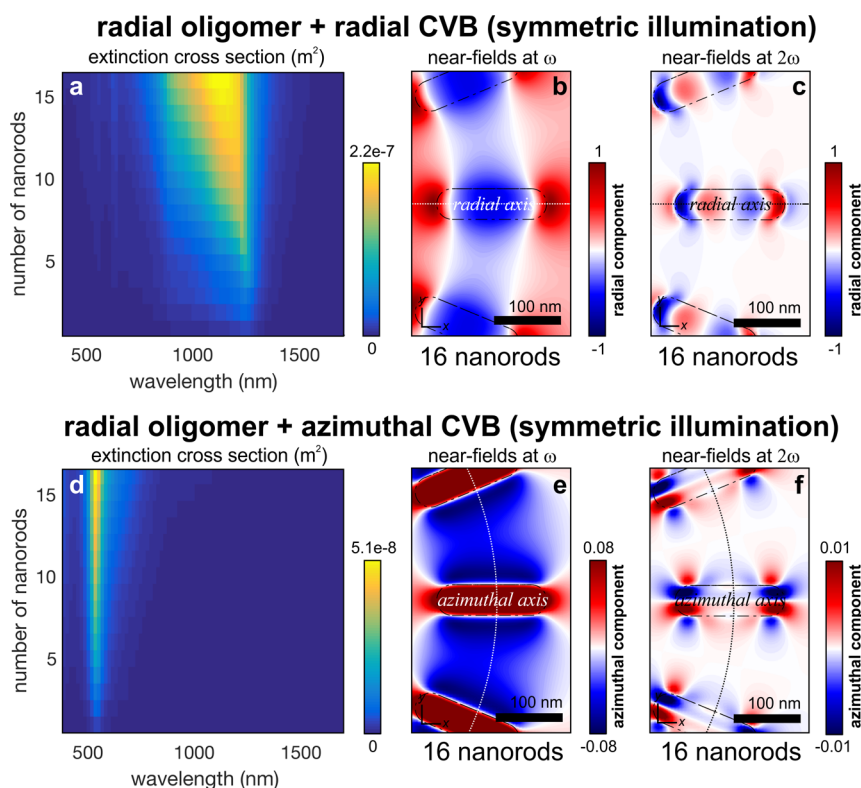 radial oligomer + radial CVB (symmetric illumination)
extinction cross section (m²)
near-fields at ω
near-fields at 2ω
a
b
c
number of nanorods
15
10
5
500
1000
1500
wavelength (nm)
2.2e-7
0
radial axis
y
x
100 nm
16 nanorods
1
-1
radial component
radial axis
y
x
100 nm
16 nanorods
1
-1
radial component
radial oligomer + azimuthal CVB (symmetric illumination)
extinction cross section (m²)
near-fields at ω
near-fields at 2ω
d
e
f
number of nanorods
15
10
5
500
1000
1500
wavelength (nm)
5.1e-8
0
azimuthal axis
y
x
100 nm
16 nanorods
0.08
-0.08
azimuthal component
azimuthal axis
y
x
100 nm
16 nanorods
0.01
-0.01
azimuthal component